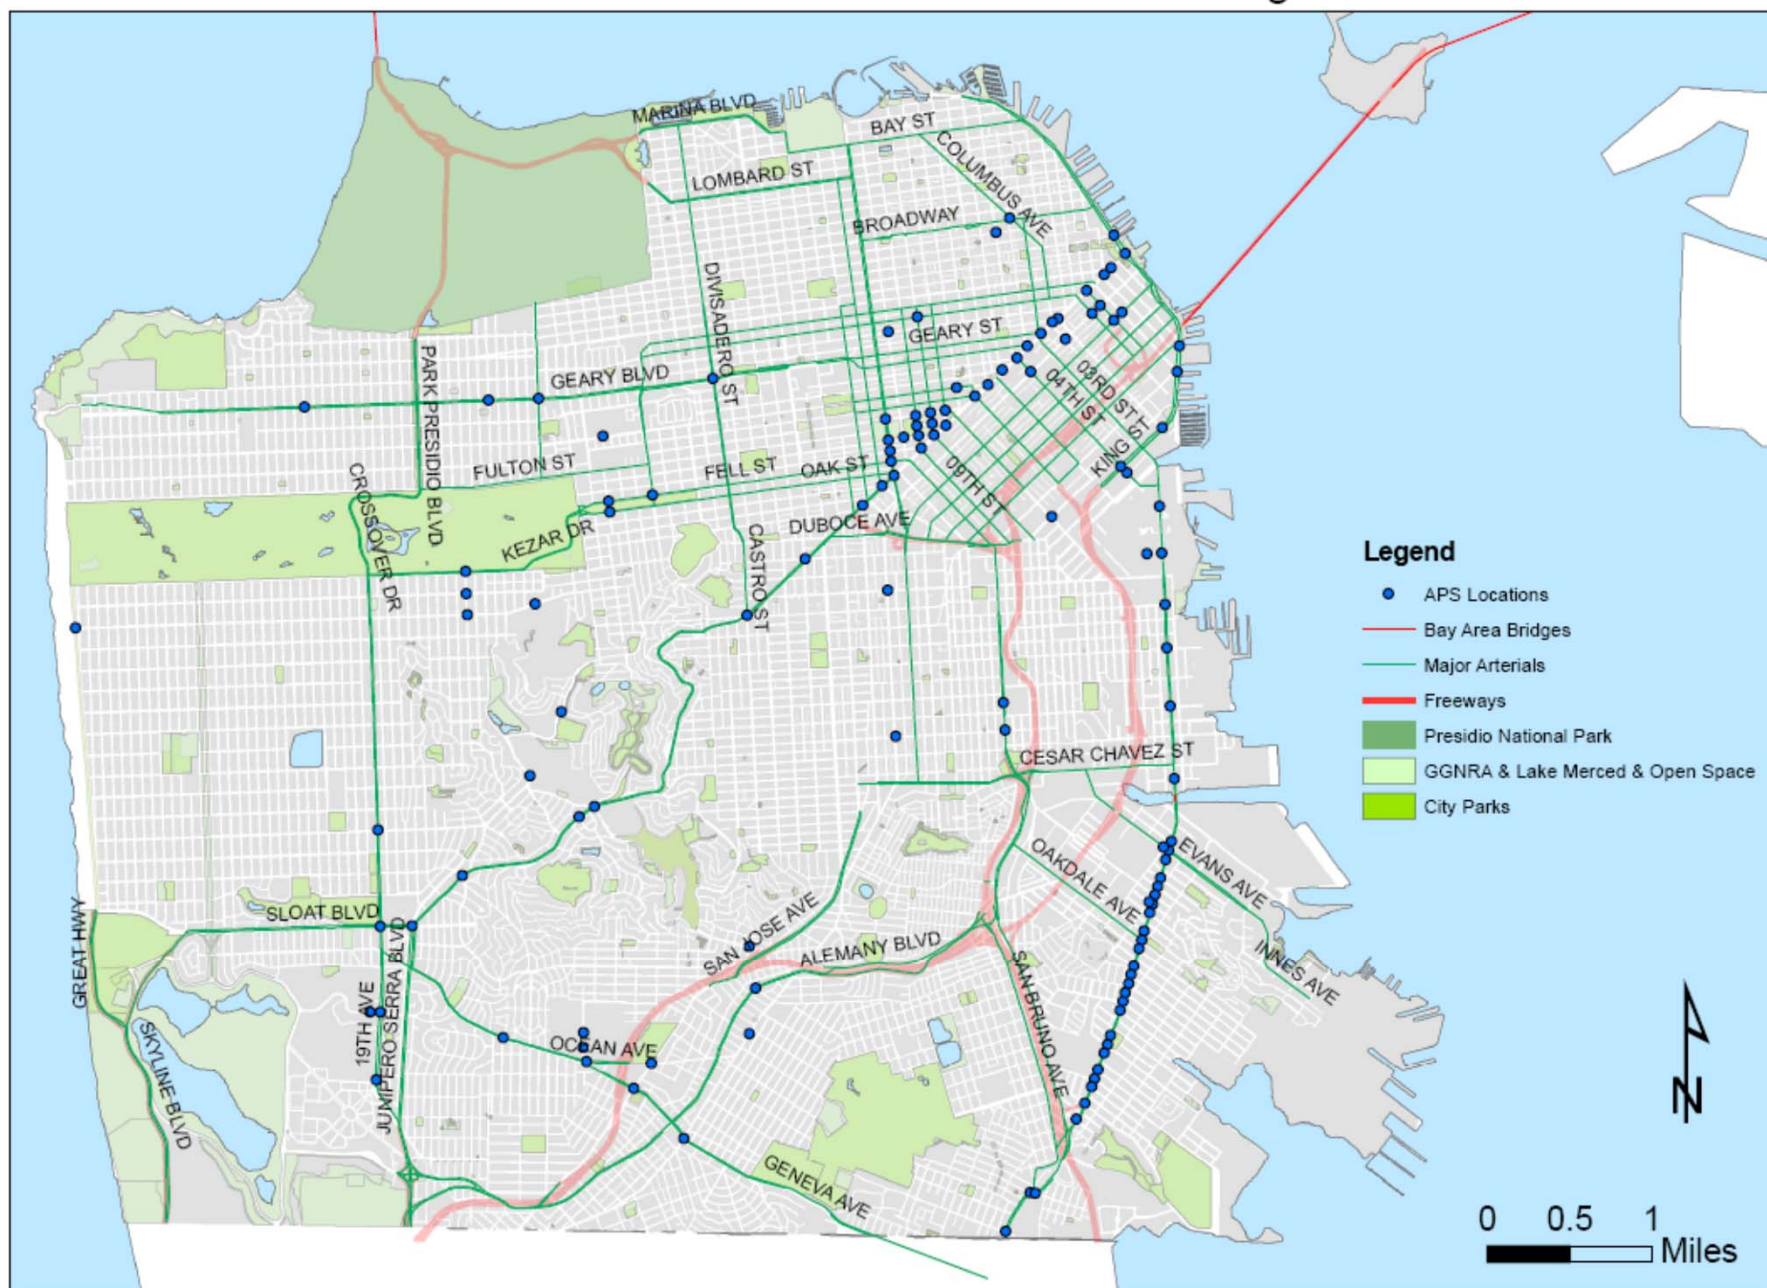 MARINA BLVD
BAY ST
COLUMBUS AVE
LOMBARD ST
BROADWAY
DIVISADERO ST
GEARY ST
PARK PRESIDIO BLVD
GEARY BLVD
03RD ST
04TH ST
KING ST
FULTON ST
FELL ST
OAK ST
09TH ST
CROSSOVER DR
KEZAR DR
DUBOCE AVE
CASTRO ST
CESAR CHAVEZ ST
OAKDALE AVE
EVANS AVE
SLOAT BLVD
SAN JOSE AVE
ALEMANY BLVD
INNES AVE
GREAT HWY
19TH AVE
JUNIPERO SERRA BLVD
SAN BRUNO AVE
SKYLINE BLVD
OCEAN AVE
GENEVA AVE
Legend
APS Locations
Bay Area Bridges
Major Arterials
Freeways
Presidio National Park
GGNRA & Lake Merced & Open Space
City Parks
N
0 0.5 1
Miles